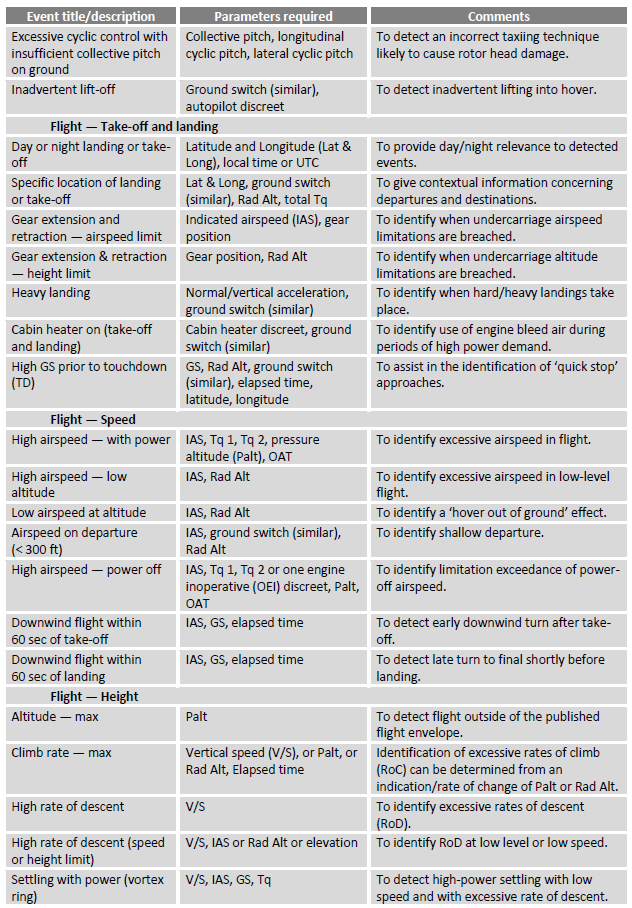 Event title/description Parameters required Comments
Excessive cyclic control with Collective pitch, longitudinal To detect an incorrect taxiing technique
insufficient collective pitch cyclic pitch, lateral cyclic pitch likely to cause rotor head damage.
on ground
Inadvertent lift-off Ground switch (similar), To detect inadvertent lifting into hover.
autopilot discreet
Flight — Take-off and landing
Day or night landing or take- Latitude and Longitude (Lat & To provide day/night relevance to detected
off Long), local time or UTC events.
Specific location of landing Lat & Long, ground switch To give contextual information concerning
or take-off (similar), Rad Alt, total Tq departures and destinations.
Gear extension and Indicated airspeed (IAS), gear To identify when undercarriage airspeed
retraction — airspeed limit position limitations are breached.
Gear extension & retraction Gear position, Rad Alt To identify when undercarriage altitude
— height limit limitations are breached.
Heavy landing Normal/vertical acceleration, To identify when hard/heavy landings take
ground switch (similar) place.
Cabin heater on (take-off Cabin heater discreet, ground To identify use of engine bleed air during
and landing) switch (similar) periods of high power demand.
High GS prior to touchdown GS, Rad Alt, ground switch To assist in the identification of ‘quick stop’
(TD) (similar), elapsed time, approaches.
latitude, longitude
Flight — Speed
High airspeed — with power IAS, Tq 1, Tq 2, pressure To identify excessive airspeed in flight.
altitude (Palt), OAT
High airspeed — low IAS, Rad Alt To identify excessive airspeed in low-level
altitude flight.
Low airspeed at altitude IAS, Rad Alt To identify a ‘hover out of ground’ effect.
Airspeed on departure IAS, ground switch (similar), To identify shallow departure.
(< 300 ft) Rad Alt
High airspeed — power off IAS, Tq 1, Tq 2 or one engine To identify limitation exceedance of power-
inoperative (OEI) discreet, Palt, off airspeed.
OAT
Downwind flight within IAS, GS, elapsed time To detect early downwind turn after take-
60 sec of take-off off.
Downwind flight within IAS, GS, elapsed time To detect late turn to final shortly before
60 sec of landing landing.
Flight — Height
Altitude — max Palt To detect flight outside of the published
flight envelope.
Climb rate — max Vertical speed (V/S), or Palt, or Identification of excessive rates of climb
Rad Alt, Elapsed time (RoC) can be determined from an
indication/rate of change of Palt or Rad Alt.
High rate of descent V/S To identify excessive rates of descent
(RoD).
High rate of descent (speed V/S, IAS or Rad Alt or elevation To identify RoD at low level or low speed.
or height limit)
Settling with power (vortex V/S, IAS, GS, Tq To detect high-power settling with low
ring) speed and with excessive rate of descent.